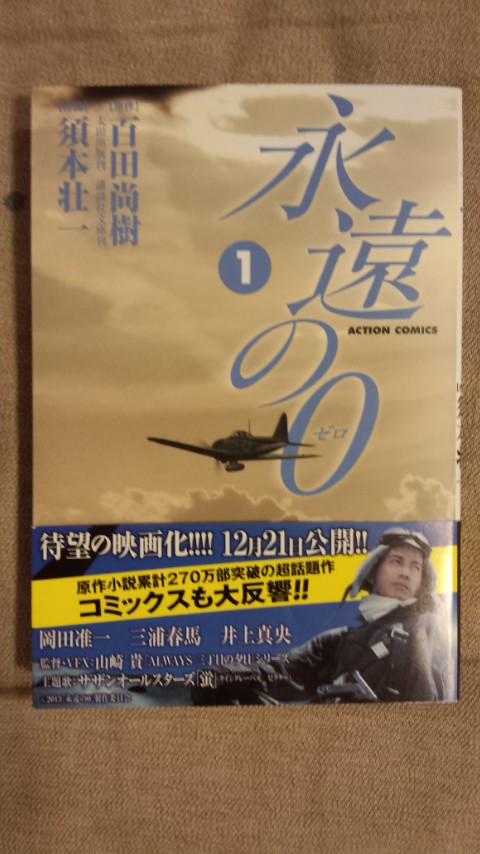 永遠の0
ゼロ
1
ACTION COMICS
[原作]
百田尚樹
太田出版刊 講談社文庫刊
須本壮一
待望の映画化!!!! 12月21日公開!!
原作小説累計270万部突破の超話題作
コミックスも大反響!!
岡田准一 三浦春馬 井上真央
監督・VFX:山崎 貴「ALWAYS 三丁目の夕日」シリーズ
主題歌:サザンオールスターズ「蛍」